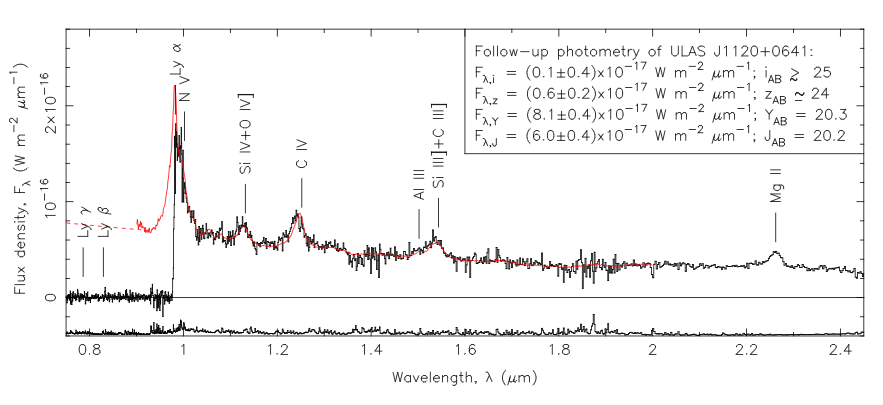 Follow-up photometry of ULAS J1120+0641:
F_λ,i = (0.1±0.4)×10⁻¹⁷ W m⁻² μm⁻¹; i_AB ≳ 25
F_λ,z = (0.6±0.2)×10⁻¹⁷ W m⁻² μm⁻¹; z_AB ≃ 24
F_λ,Y = (8.1±0.4)×10⁻¹⁷ W m⁻² μm⁻¹; Y_AB = 20.3
F_λ,J = (6.0±0.4)×10⁻¹⁷ W m⁻² μm⁻¹; J_AB = 20.2
Flux density, F_λ (W m⁻² μm⁻¹)
2×10⁻¹⁶
10⁻¹⁶
0
Ly γ
Ly β
Ly α
N V
Si IV+O IV]
C IV
Al III
Si III]+C III]
Mg II
0.8 1 1.2 1.4 1.6 1.8 2 2.2 2.4
Wavelength, λ (μm)